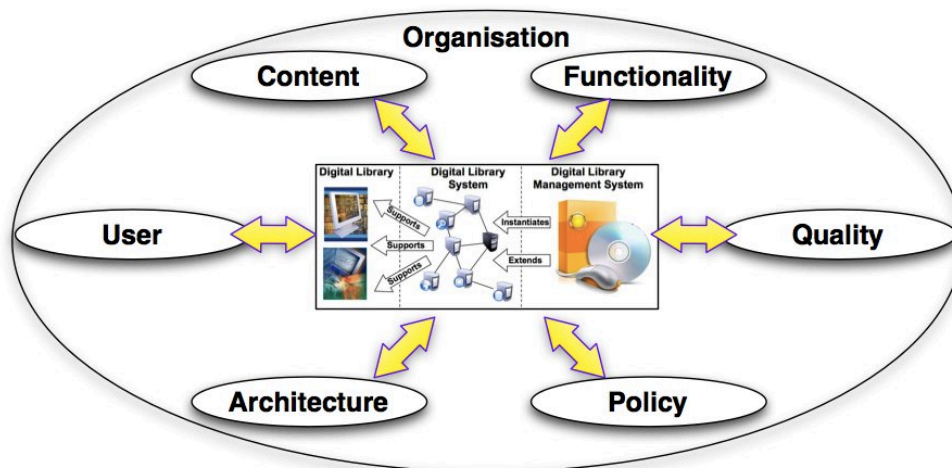 Organisation
Content
Functionality
Digital Library
Digital Library
System
Digital Library
Management System
Supports
Instantiates
User
Supports
Quality
Supports
Extends
Architecture
Policy